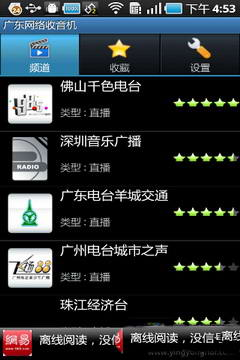 下午 4:53
广东网络收音机
频道 收藏 设置
佛山千色电台
类型 : 直播
深圳音乐广播
RADIO
类型 : 直播
广东电台羊城交通
类型 : 直播
广州电台城市之声
类型 : 直播
珠江经济台
網易 离线阅读，没信 离线阅读，没信